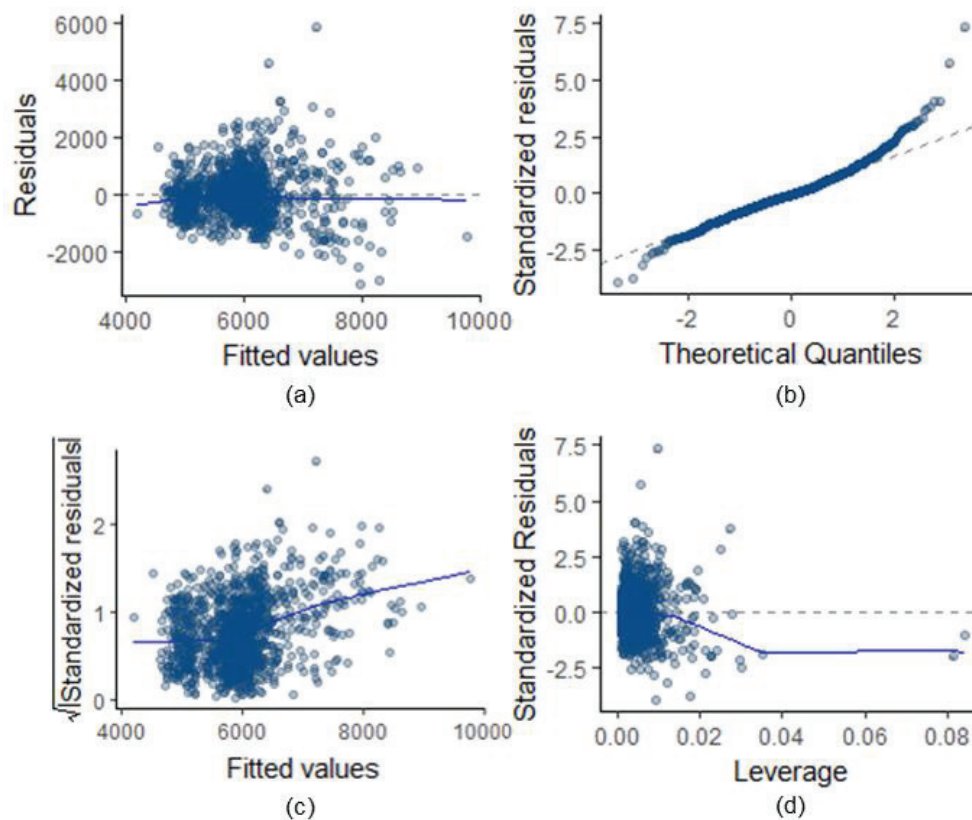 Residuals
6000
4000
2000
0
-2000
4000 6000 8000 10000
Fitted values
(a)
Standardized residuals
7.5
5.0
2.5
0.0
-2.5
-2 0 2
Theoretical Quantiles
(b)
√|Standardized residuals|
2
1
0
4000 6000 8000 10000
Fitted values
(c)
Standardized Residuals
7.5
5.0
2.5
0.0
-2.5
0.00 0.02 0.04 0.06 0.08
Leverage
(d)